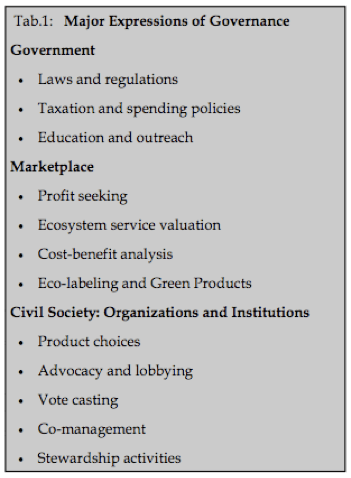 Tab.1: Major Expressions of Governance
Government
• Laws and regulations
• Taxation and spending policies
• Education and outreach
Marketplace
• Profit seeking
• Ecosystem service valuation
• Cost-benefit analysis
• Eco-labeling and Green Products
Civil Society: Organizations and Institutions
• Product choices
• Advocacy and lobbying
• Vote casting
• Co-management
• Stewardship activities